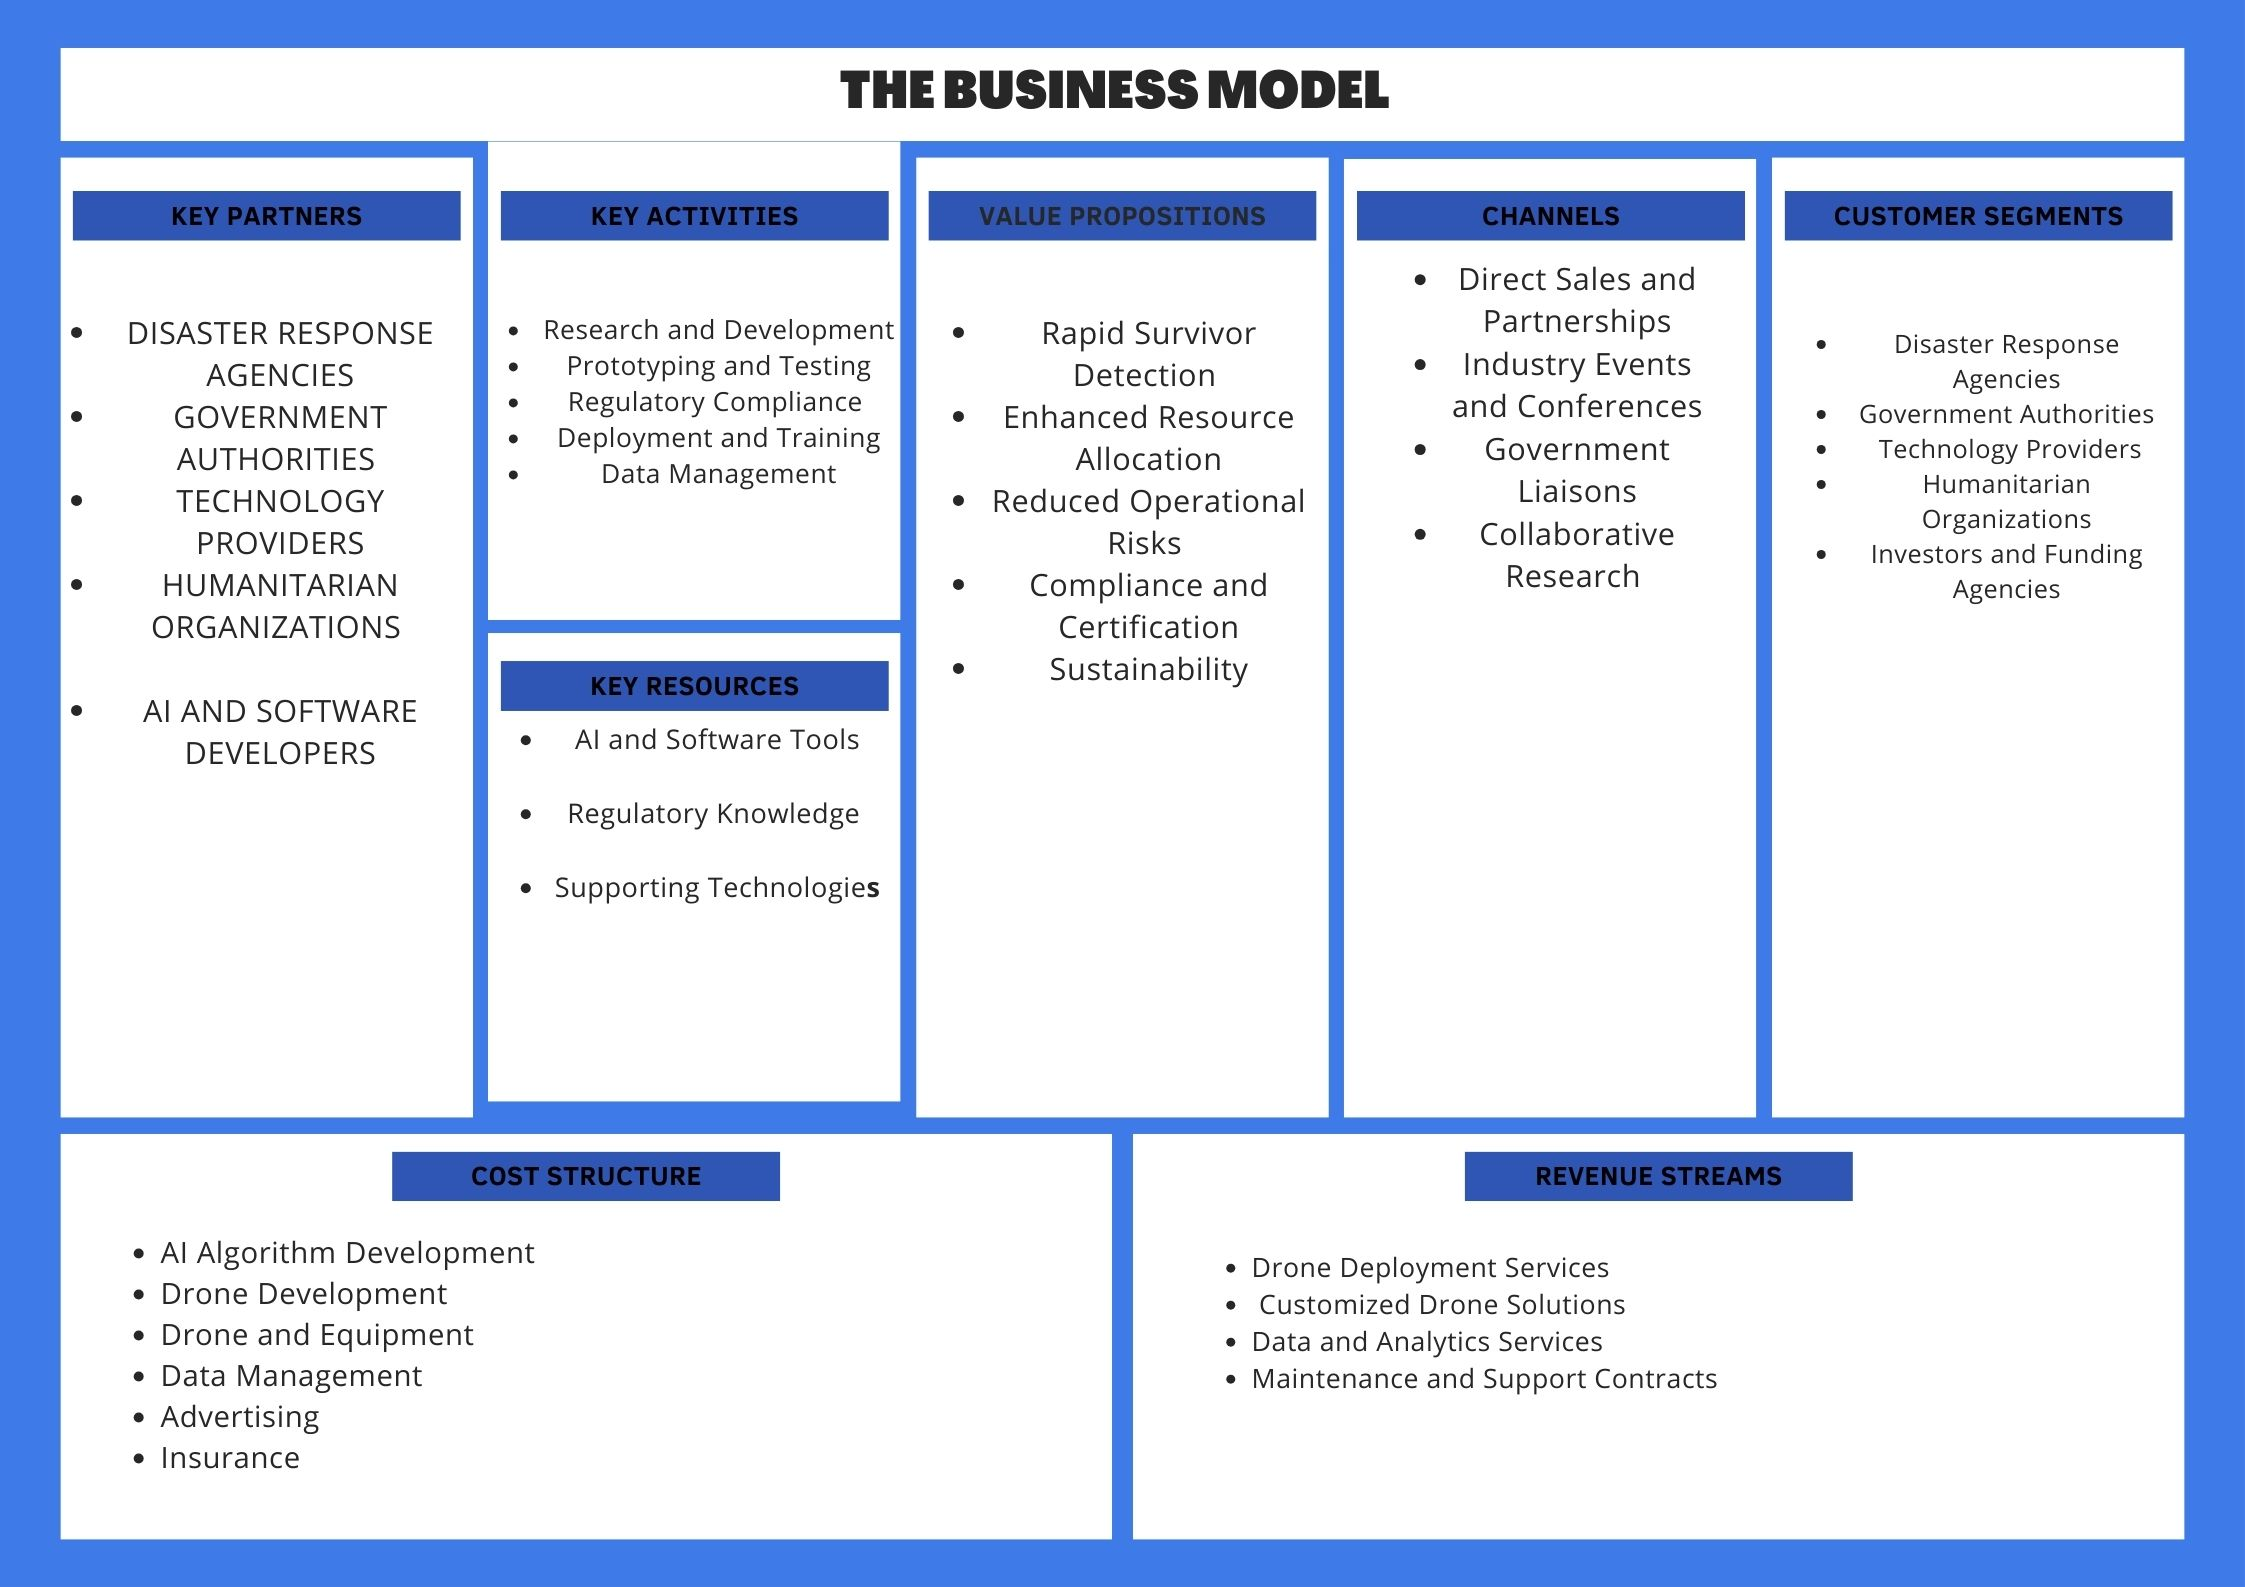 THE BUSINESS MODEL
KEY PARTNERS
• DISASTER RESPONSE
AGENCIES
• GOVERNMENT
AUTHORITIES
• TECHNOLOGY
PROVIDERS
• HUMANITARIAN
ORGANIZATIONS
• AI AND SOFTWARE
DEVELOPERS
KEY ACTIVITIES
• Research and Development
• Prototyping and Testing
• Regulatory Compliance
• Deployment and Training
• Data Management
KEY RESOURCES
• AI and Software Tools
• Regulatory Knowledge
• Supporting Technologies
VALUE PROPOSITIONS
• Rapid Survivor
Detection
• Enhanced Resource
Allocation
• Reduced Operational
Risks
• Compliance and
Certification
• Sustainability
CHANNELS
• Direct Sales and
Partnerships
• Industry Events
and Conferences
• Government
Liaisons
• Collaborative
Research
CUSTOMER SEGMENTS
• Disaster Response
Agencies
• Government Authorities
• Technology Providers
• Humanitarian
Organizations
• Investors and Funding
Agencies
COST STRUCTURE
• AI Algorithm Development
• Drone Development
• Drone and Equipment
• Data Management
• Advertising
• Insurance
REVENUE STREAMS
• Drone Deployment Services
• Customized Drone Solutions
• Data and Analytics Services
• Maintenance and Support Contracts